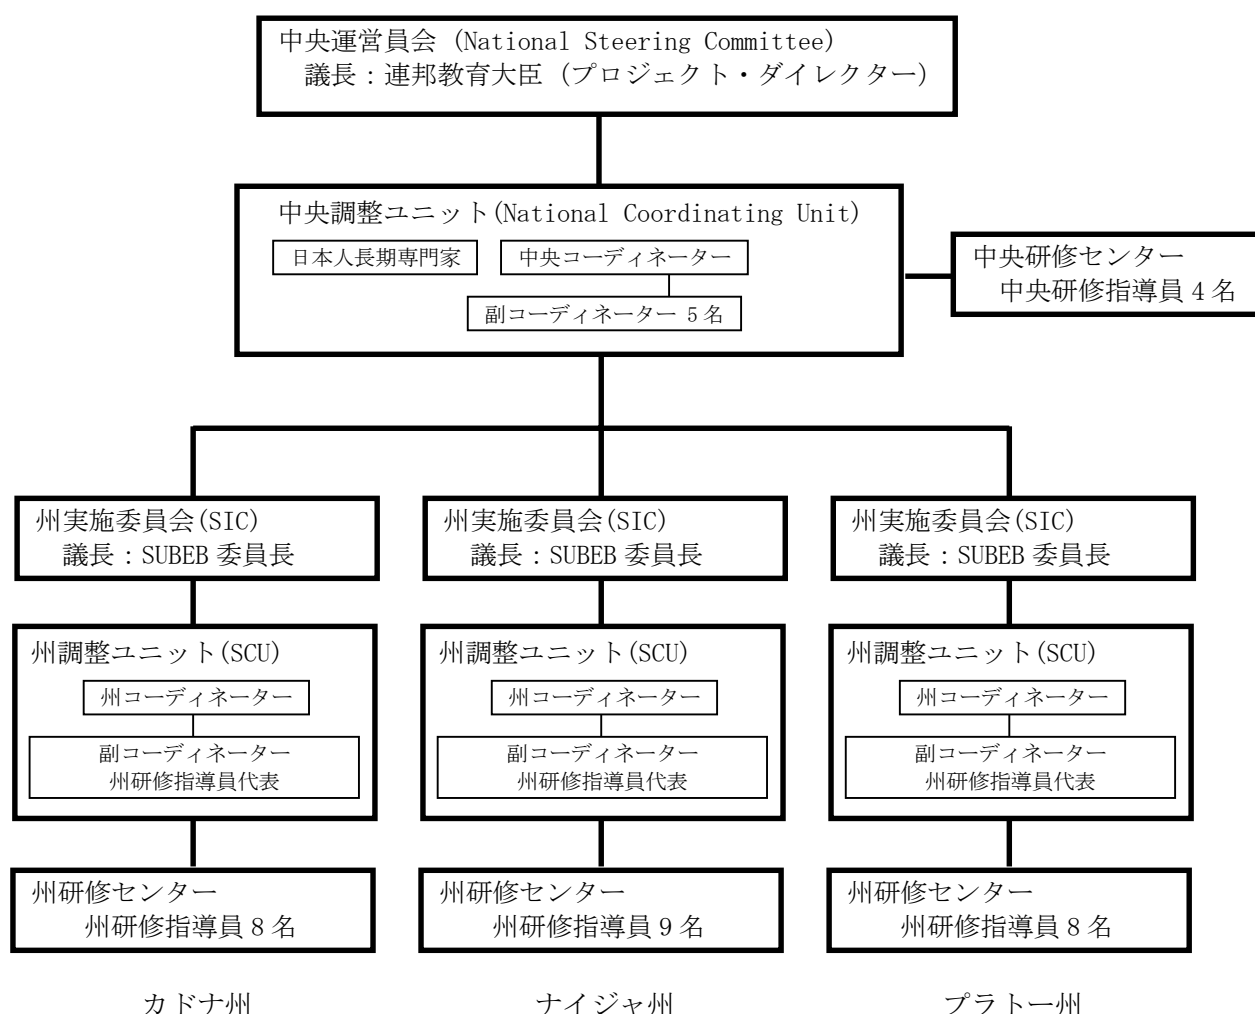 中央運営員会 (National Steering Committee)
議長：連邦教育大臣 (プロジェクト・ダイレクター)
中央調整ユニット(National Coordinating Unit)
日本人長期専門家
中央コーディネーター
副コーディネーター 5 名
中央研修センター
中央研修指導員 4 名
州実施委員会(SIC)
議長：SUBEB 委員長
州実施委員会(SIC)
議長：SUBEB 委員長
州実施委員会(SIC)
議長：SUBEB 委員長
州調整ユニット(SCU)
州コーディネーター
副コーディネーター
州研修指導員代表
州調整ユニット(SCU)
州コーディネーター
副コーディネーター
州研修指導員代表
州調整ユニット(SCU)
州コーディネーター
副コーディネーター
州研修指導員代表
州研修センター
州研修指導員 8 名
州研修センター
州研修指導員 9 名
州研修センター
州研修指導員 8 名
カドナ州
ナイジャ州
プラトー州